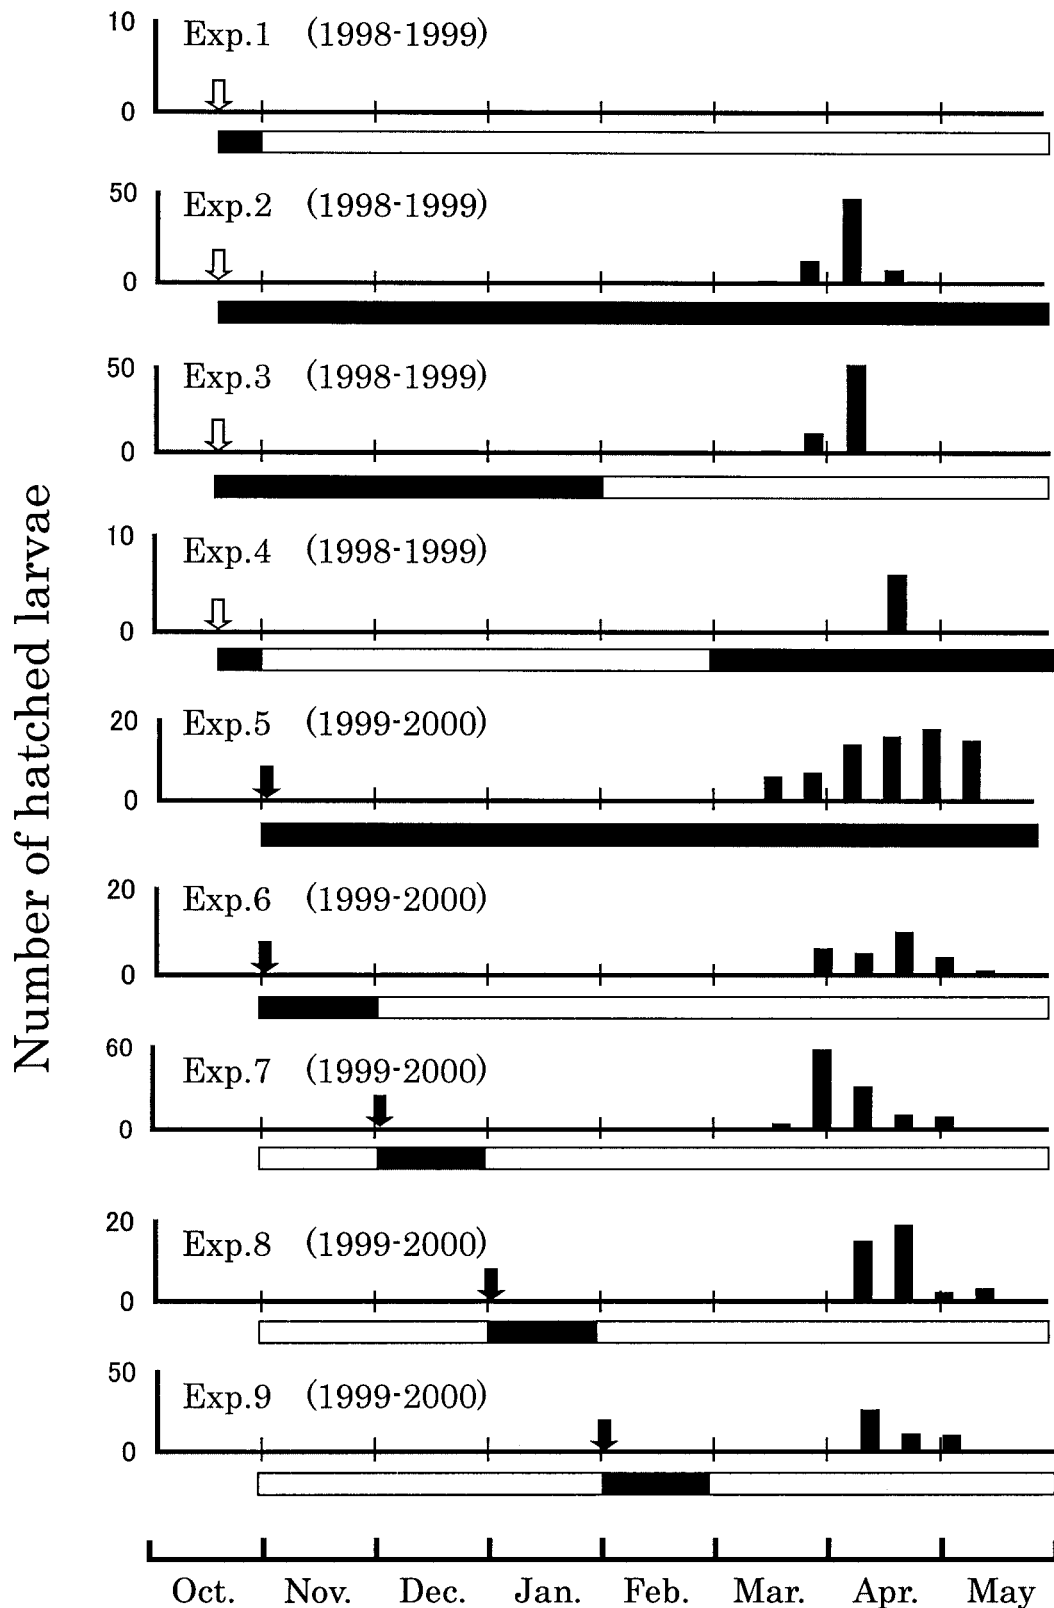 10
Exp.1 (1998-1999)
0
50
Exp.2 (1998-1999)
0
50
Exp.3 (1998-1999)
0
10
Exp.4 (1998-1999)
0
20
Exp.5 (1999-2000)
0
20
Exp.6 (1999-2000)
0
60
Exp.7 (1999-2000)
0
20
Exp.8 (1999-2000)
0
50
Exp.9 (1999-2000)
0
Number of hatched larvae
Oct. Nov. Dec. Jan. Feb. Mar. Apr. May